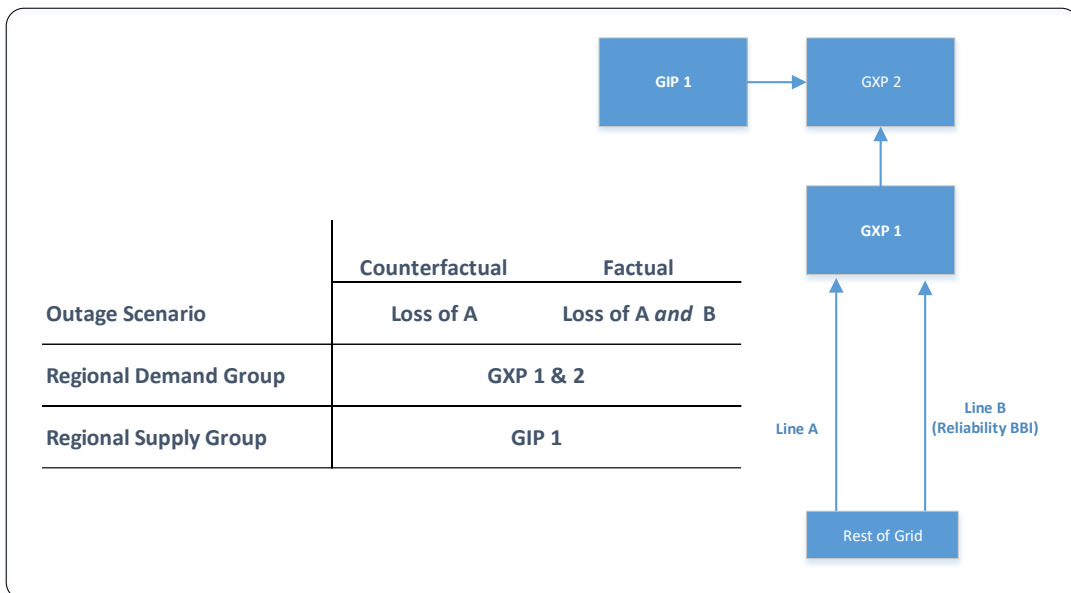 GIP 1
GXP 2
GXP 1
Counterfactual Factual
Outage Scenario Loss of A Loss of A and B
Regional Demand Group GXP 1 & 2
Regional Supply Group GIP 1
Line A
Line B
(Reliability BBI)
Rest of Grid